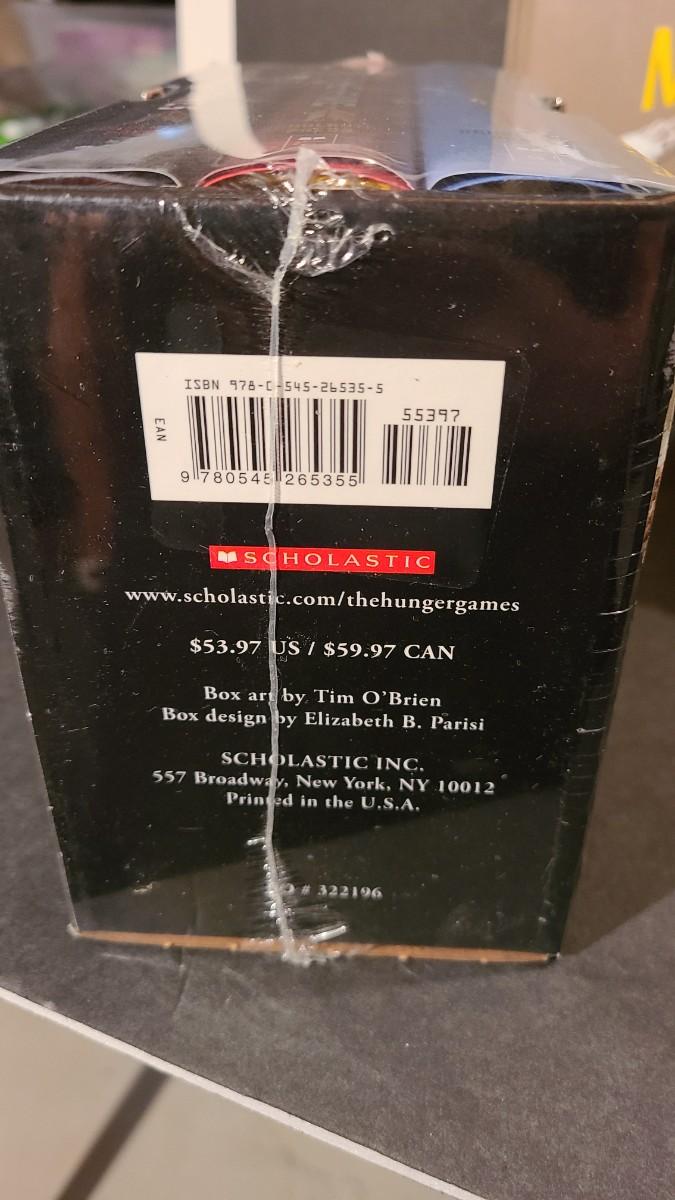 ISBN 978-0-545-26535-5
55397
EAN
9 780545 265355
SCHOLASTIC
www.scholastic.com/thehungergames
$53.97 US / $59.97 CAN
Box art by Tim O'Brien
Box design by Elizabeth B. Parisi
SCHOLASTIC INC.
557 Broadway, New York, NY 10012
Printed in the U.S.A.
# 322196